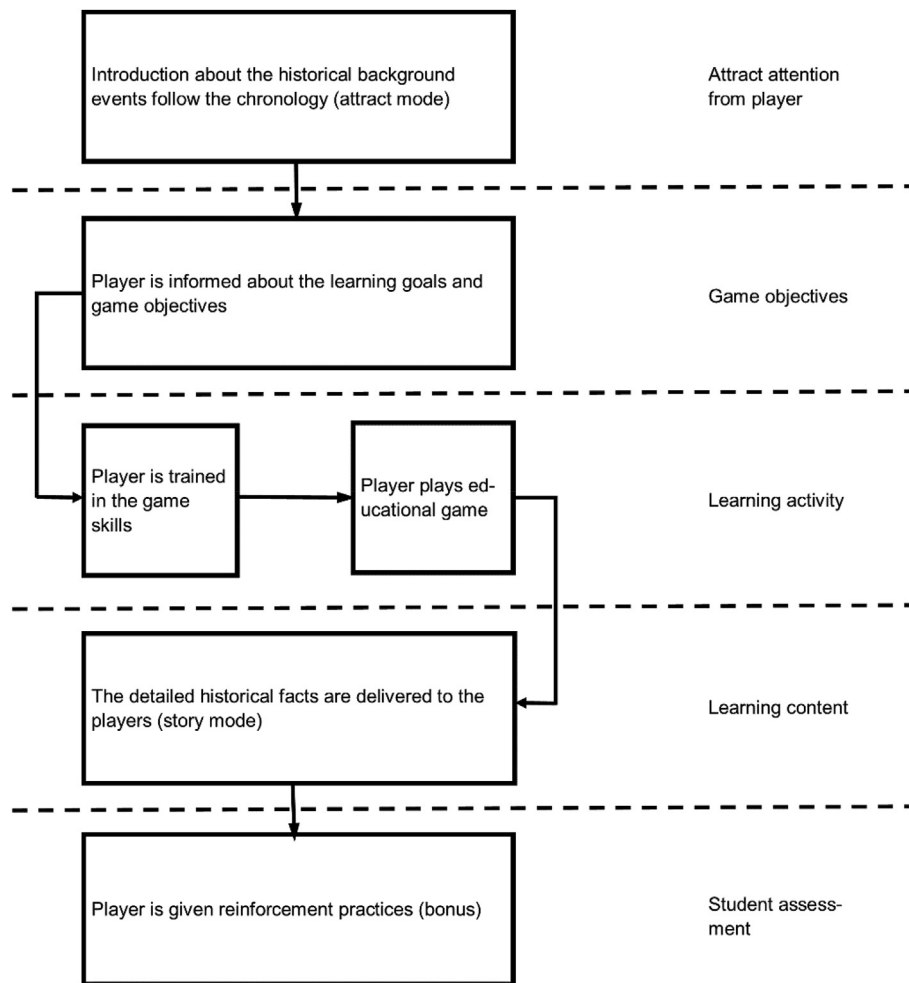 Introduction about the historical background
events follow the chronology (attract mode)
Attract attention
from player
Player is informed about the learning goals and
game objectives
Game objectives
Player is trained
in the game
skills
Player plays ed-
ucational game
Learning activity
The detailed historical facts are delivered to the
players (story mode)
Learning content
Player is given reinforcement practices (bonus)
Student assess-
ment